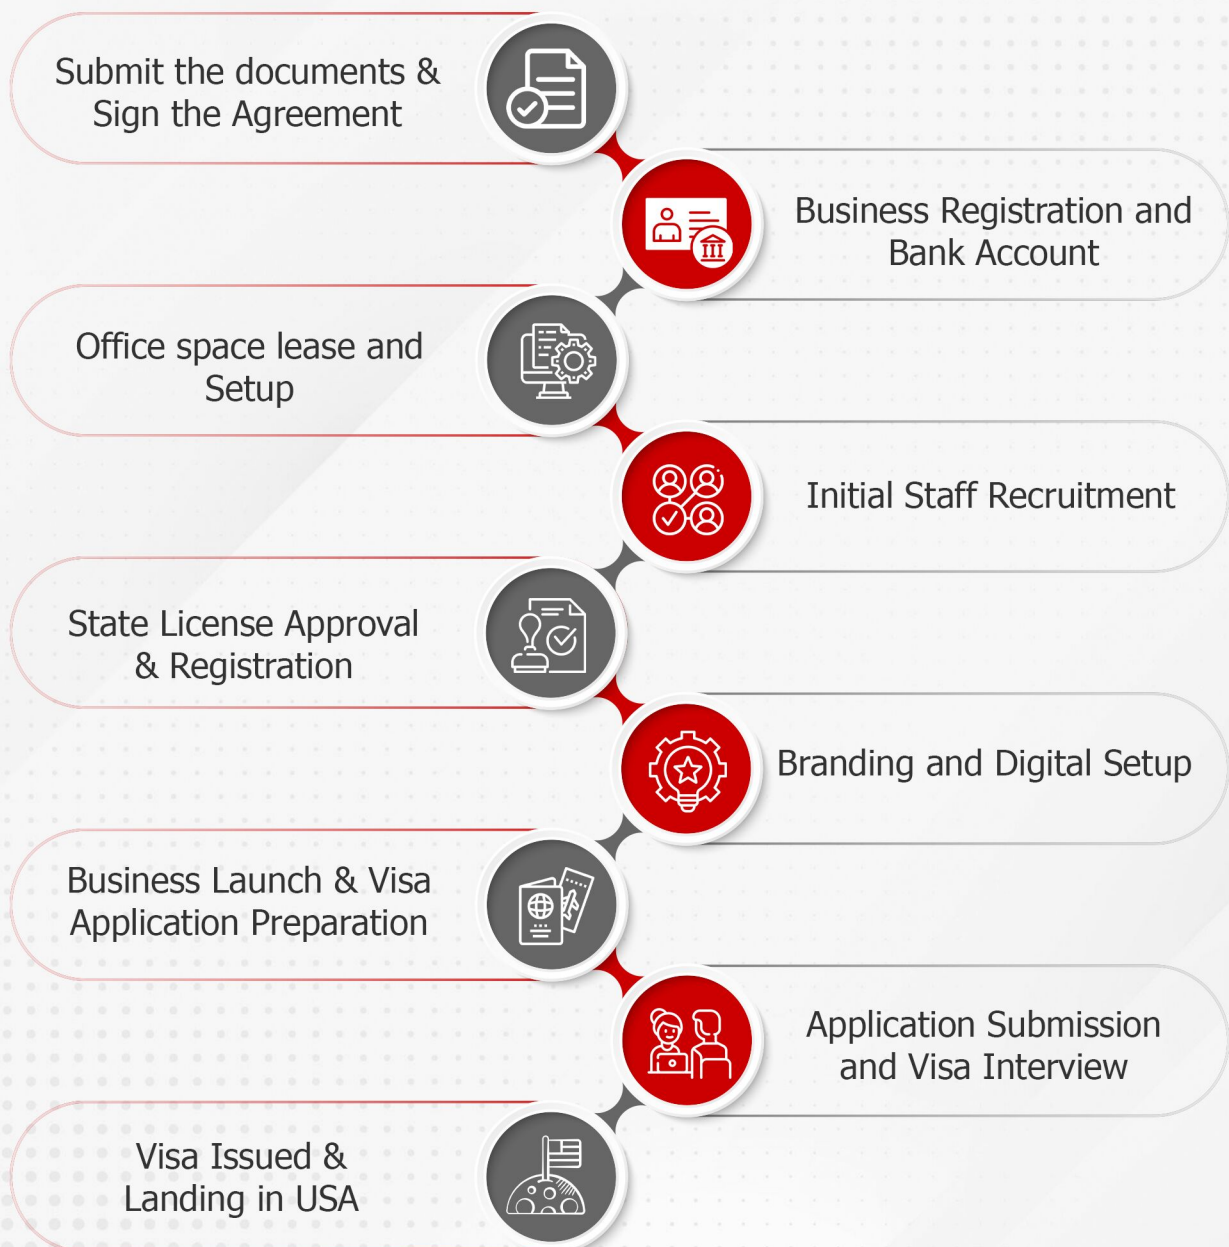 Submit the documents &
Sign the Agreement
Business Registration and
Bank Account
Office space lease and
Setup
Initial Staff Recruitment
State License Approval
& Registration
Branding and Digital Setup
Business Launch & Visa
Application Preparation
Application Submission
and Visa Interview
Visa Issued &
Landing in USA